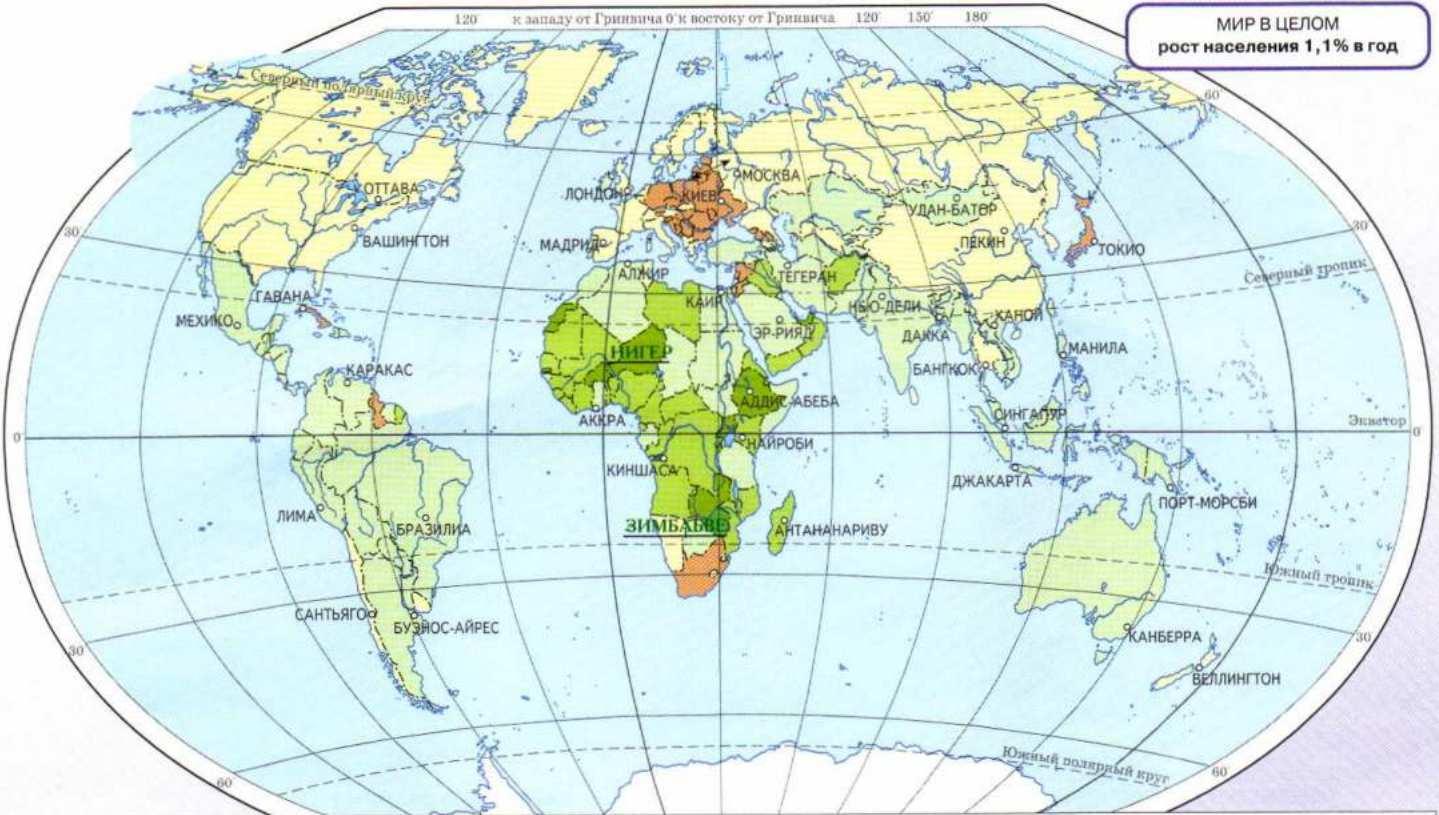 120° к западу от Гринвича 0° к востоку от Гринвича 120° 150° 180°
МИР В ЦЕЛОМ
рост населения 1,1% в год
Северный полярный круг
60°
ОТТАВА
ЛОНДОН
КИЕВ
МОСКВА
УЛАН-БАТОР
30°
ВАШИНГТОН
МАДРИД
ПЕКИН
ТОКИО
30°
АЛЖИР
ТЕГЕРАН
Северный тропик
ГАВАНА
КАИР
НЬЮ-ДЕЛИ
ХАНОЙ
МЕХИКО
ЭР-РИЯД
ДАККА
НИГЕР
МАНИЛА
КАРАКАС
БАНГКОК
АДДИС-АБЕБА
АККРА
СИНГАПУР
Экватор
0°
0°
НАЙРОБИ
КИНШАСА
ДЖАКАРТА
ПОРТ-МОРСБИ
ЛИМА
БРАЗИЛИА
ЗИМБАБВЕ
АНТАНАНАРИВУ
Южный тропик
САНТЬЯГО
БУЭНОС-АЙРЕС
КАНБЕРРА
30°
30°
ВЕЛЛИНГТОН
Южный полярный круг
60°
60°